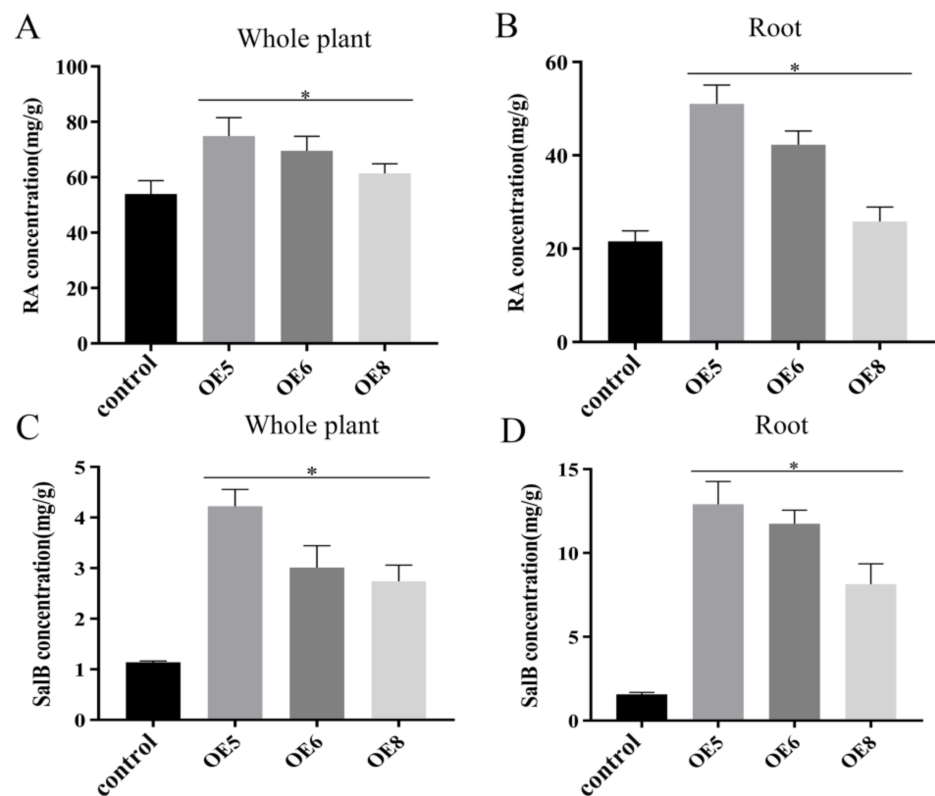 A
Whole plant
RA concentration(mg/g)
100
80
60
40
20
0
*
control
OE5
OE6
OE8
B
Root
RA concentration(mg/g)
60
40
20
0
*
control
OE5
OE6
OE8
C
Whole plant
SalB concentration(mg/g)
5
4
3
2
1
0
*
control
OE5
OE6
OE8
D
Root
SalB concentration(mg/g)
15
10
5
0
*
control
OE5
OE6
OE8